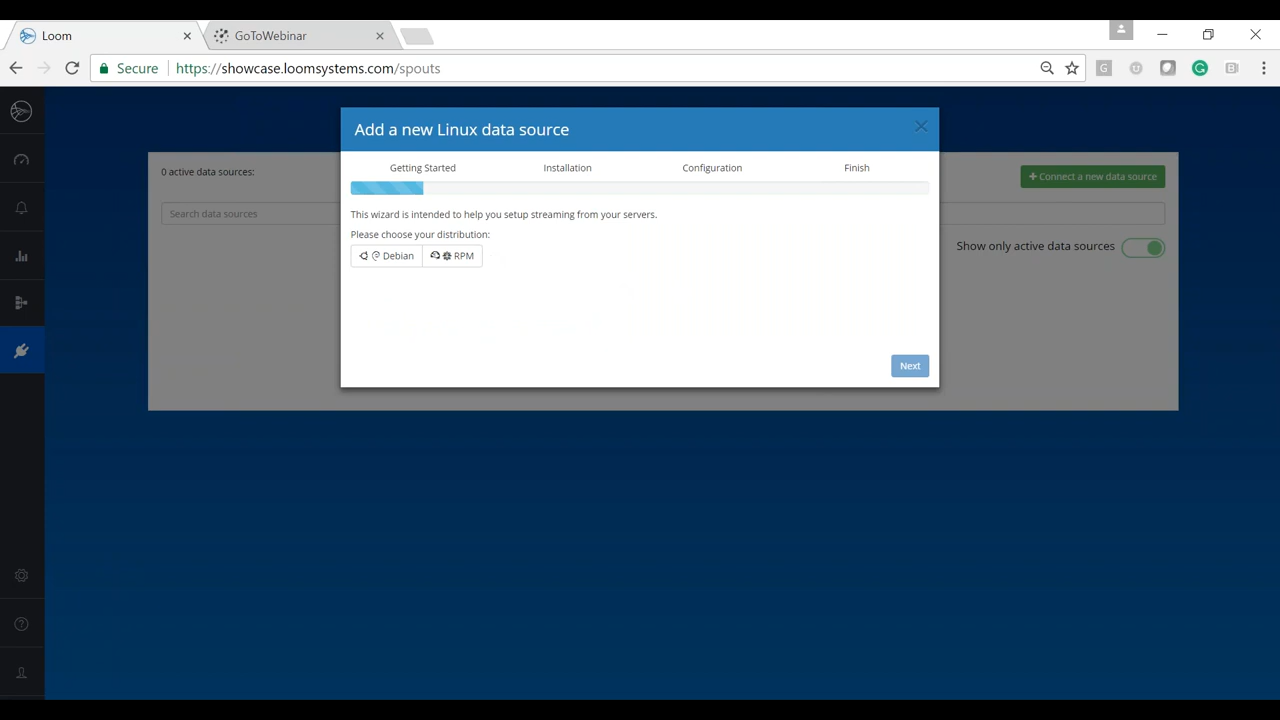 Loom
GoToWebinar
Secure https://showcase.loomsystems.com/spouts
Add a new Linux data source
Getting Started Installation Configuration Finish
0 active data sources:
+ Connect a new data source
Search data sources
This wizard is intended to help you setup streaming from your servers.
Please choose your distribution:
Show only active data sources
Debian RPM
Next